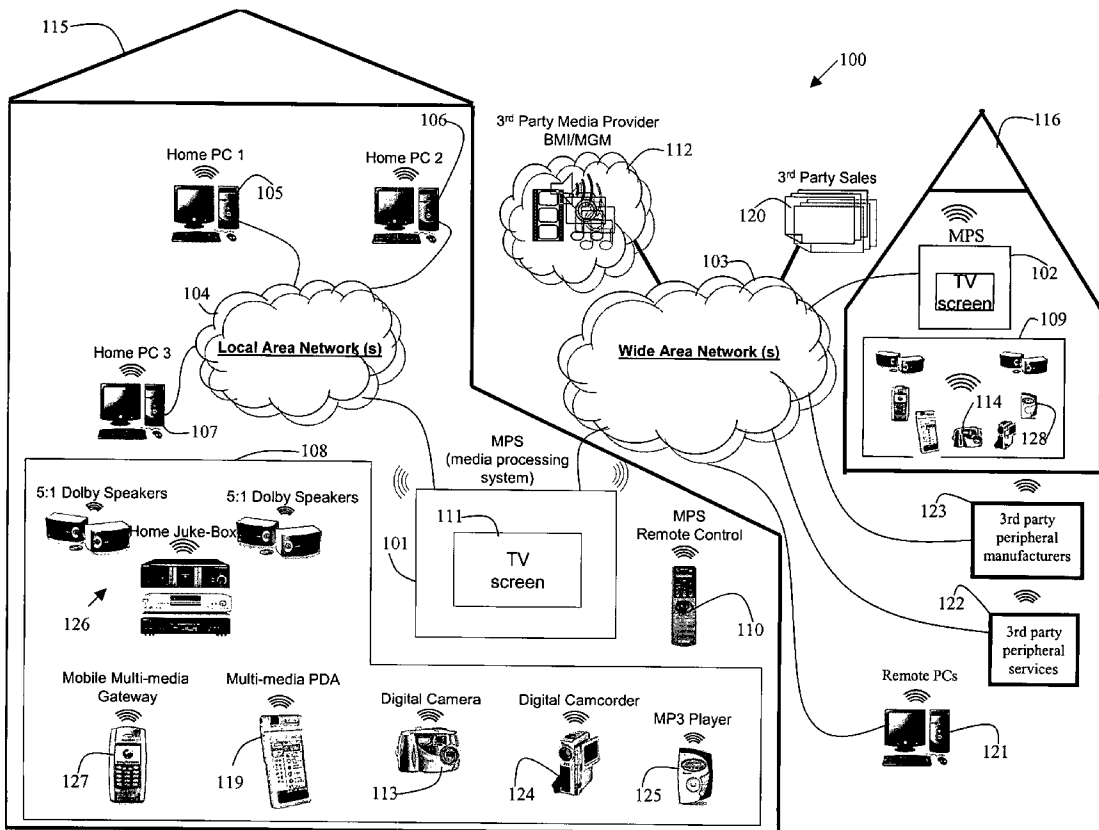 115
100
106
3rd Party Media Provider
BMI/MGM
112
116
Home PC 1
Home PC 2
3rd Party Sales
105
120
MPS
103
102
TV
screen
104
Local Area Network (s)
Wide Area Network (s)
109
Home PC 3
114
128
107
108
MPS
(media processing
system)
5:1 Dolby Speakers
5:1 Dolby Speakers
123
Home Juke-Box
111
MPS
Remote Control
3rd party
peripheral
manufacturers
101
TV
screen
122
126
110
3rd party
peripheral
services
Mobile Multi-media
Gateway
Multi-media PDA
Digital Camera
Digital Camcorder
MP3 Player
Remote PCs
127
119
113
124
125
121